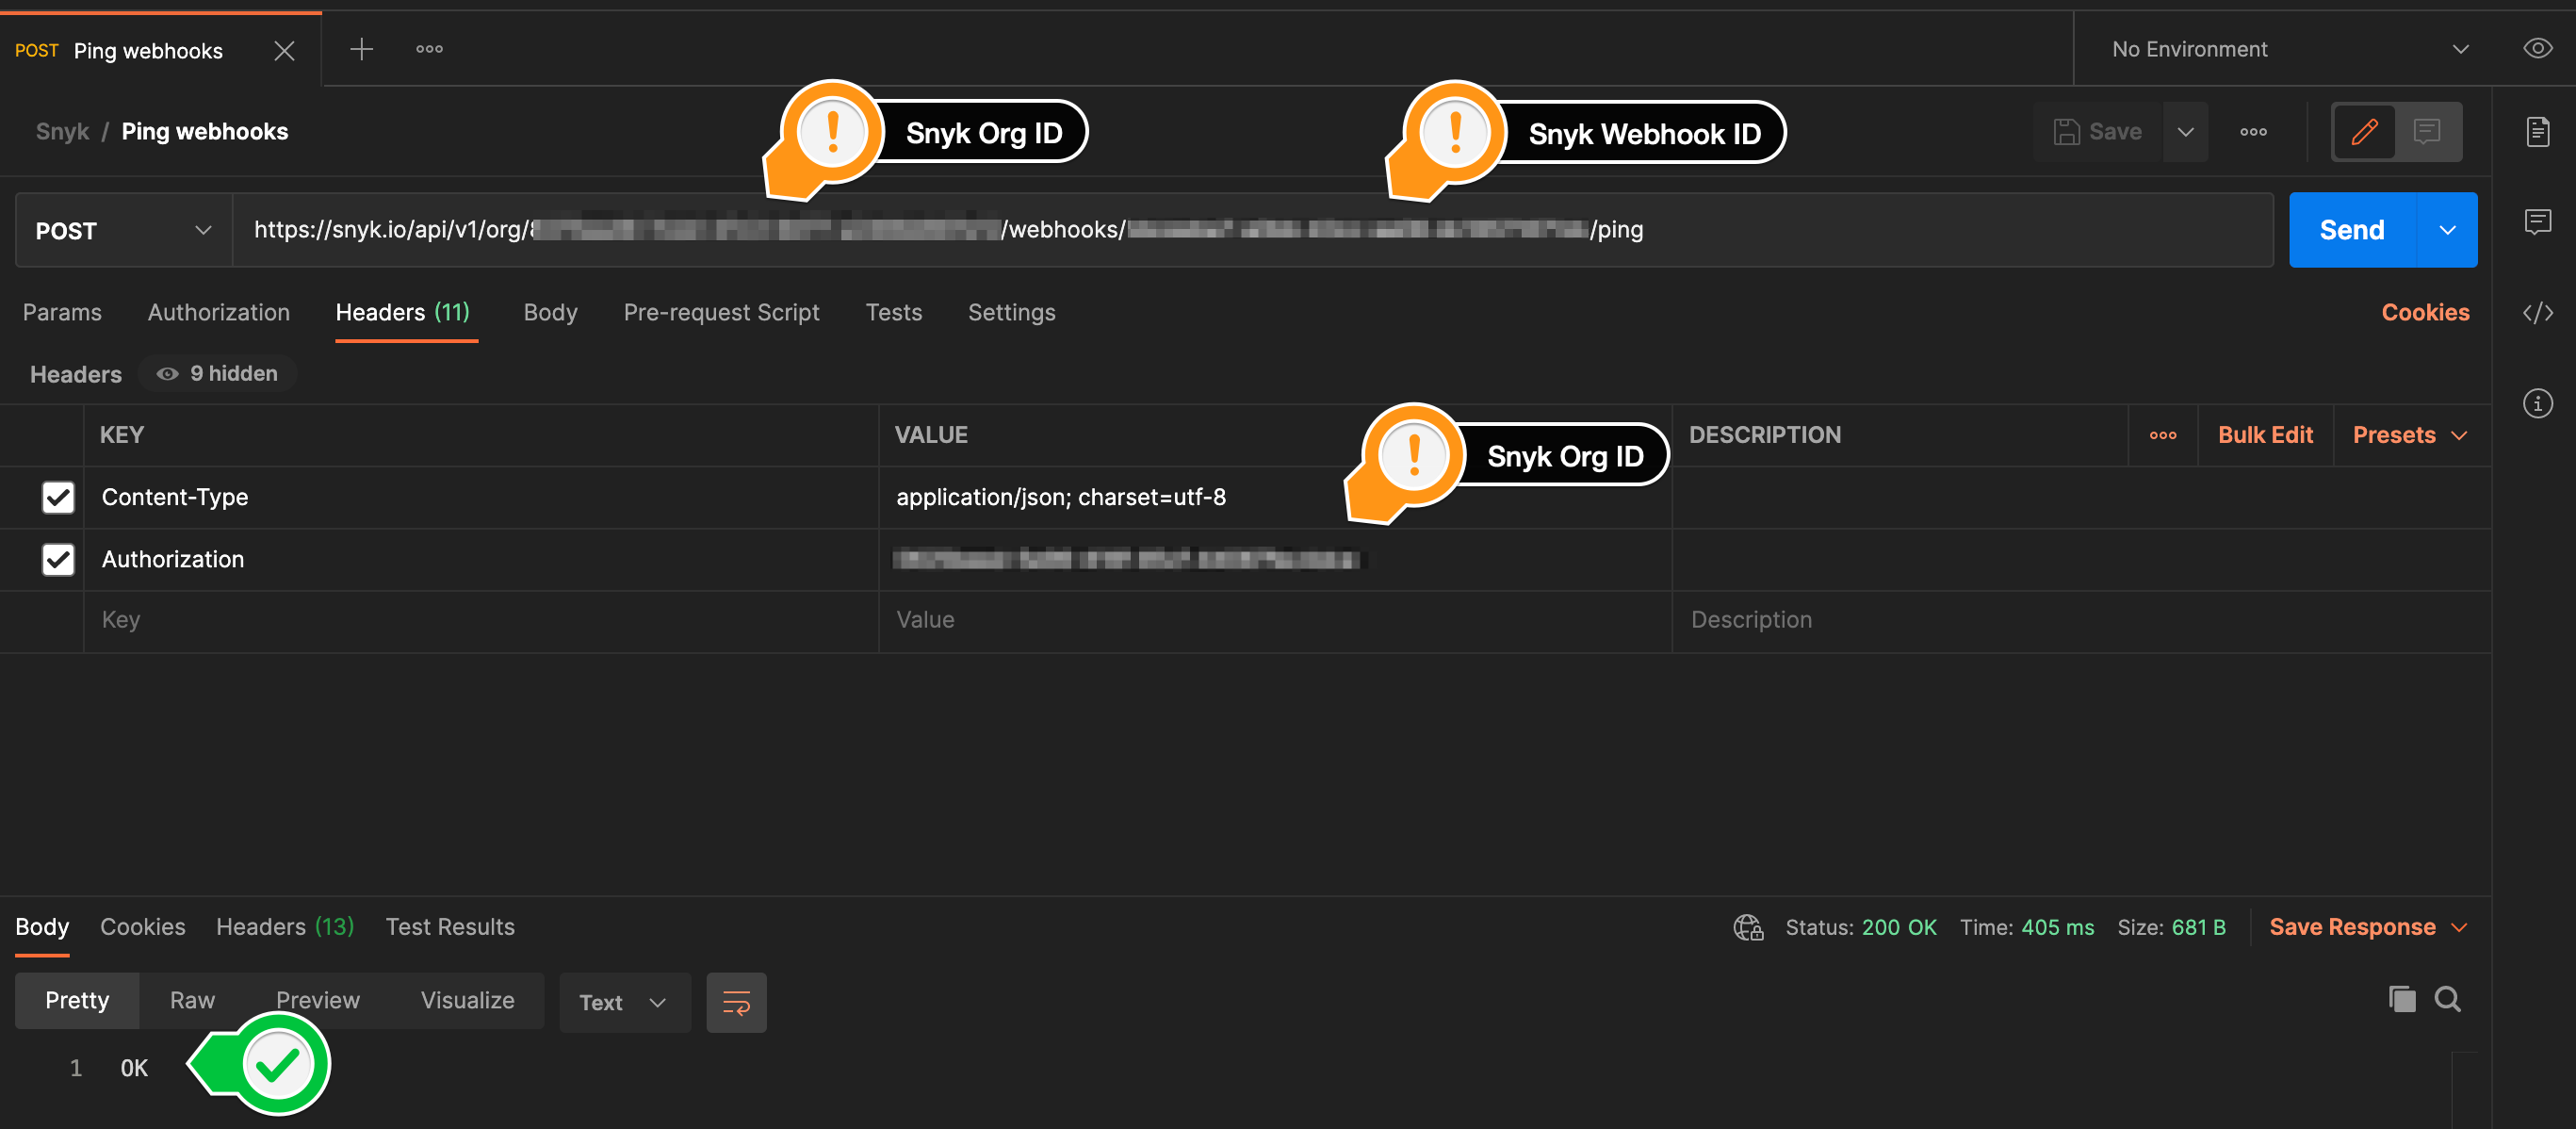 POST Ping webhooks
No Environment
Snyk / Ping webhooks
Snyk Org ID
Snyk Webhook ID
Save
POST
https://snyk.io/api/v1/org/ /webhooks/ /ping
Send
Params Authorization Headers (11) Body Pre-request Script Tests Settings Cookies
Headers 9 hidden
KEY VALUE DESCRIPTION Bulk Edit Presets
Snyk Org ID
Content-Type application/json; charset=utf-8
Authorization
Key Value Description
Body Cookies Headers (13) Test Results Status: 200 OK Time: 405 ms Size: 681 B Save Response
Pretty Raw Preview Visualize Text
1 OK